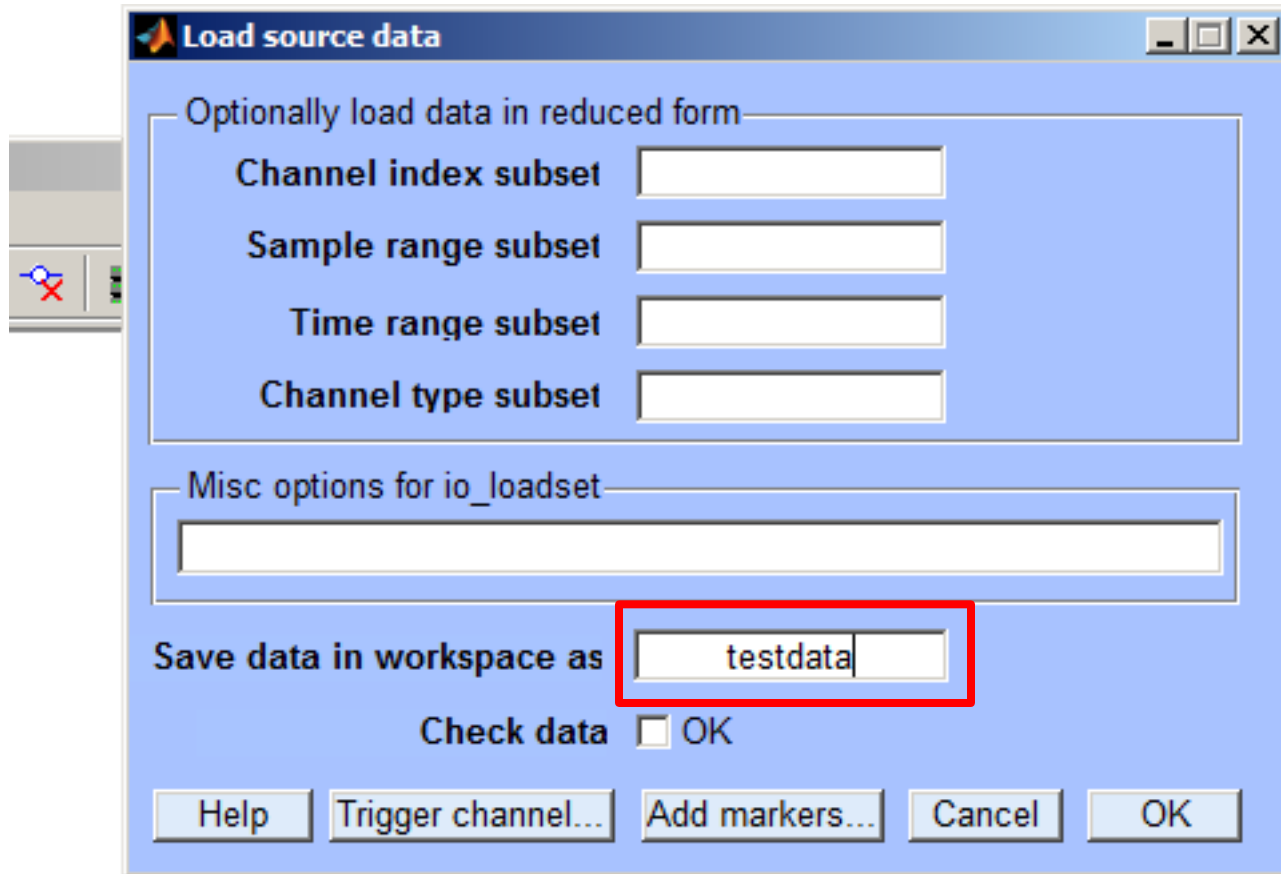 Load source data
Optionally load data in reduced form
Channel index subset
Sample range subset
Time range subset
Channel type subset
Misc options for io_loadset
Save data in workspace as testdata
Check data OK
Help Trigger channel... Add markers... Cancel OK